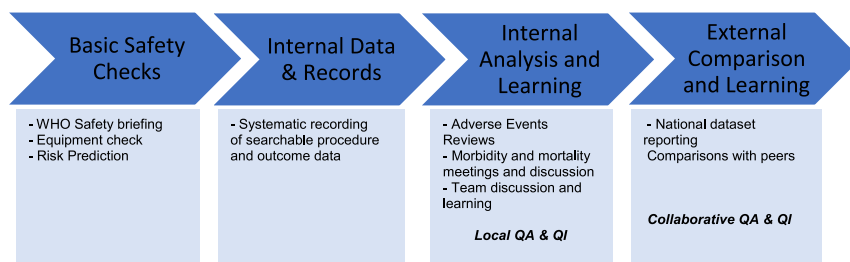 Basic Safety
Checks
- WHO Safety briefing
- Equipment check
- Risk Prediction
Internal Data
& Records
- Systematic recording
of searchable procedure
and outcome data
Internal
Analysis and
Learning
- Adverse Events
Reviews
- Morbidity and mortality
meetings and discussion
- Team discussion and
learning
Local QA & QI
External
Comparison
and Learning
- National dataset
reporting
Comparisons with peers
Collaborative QA & QI